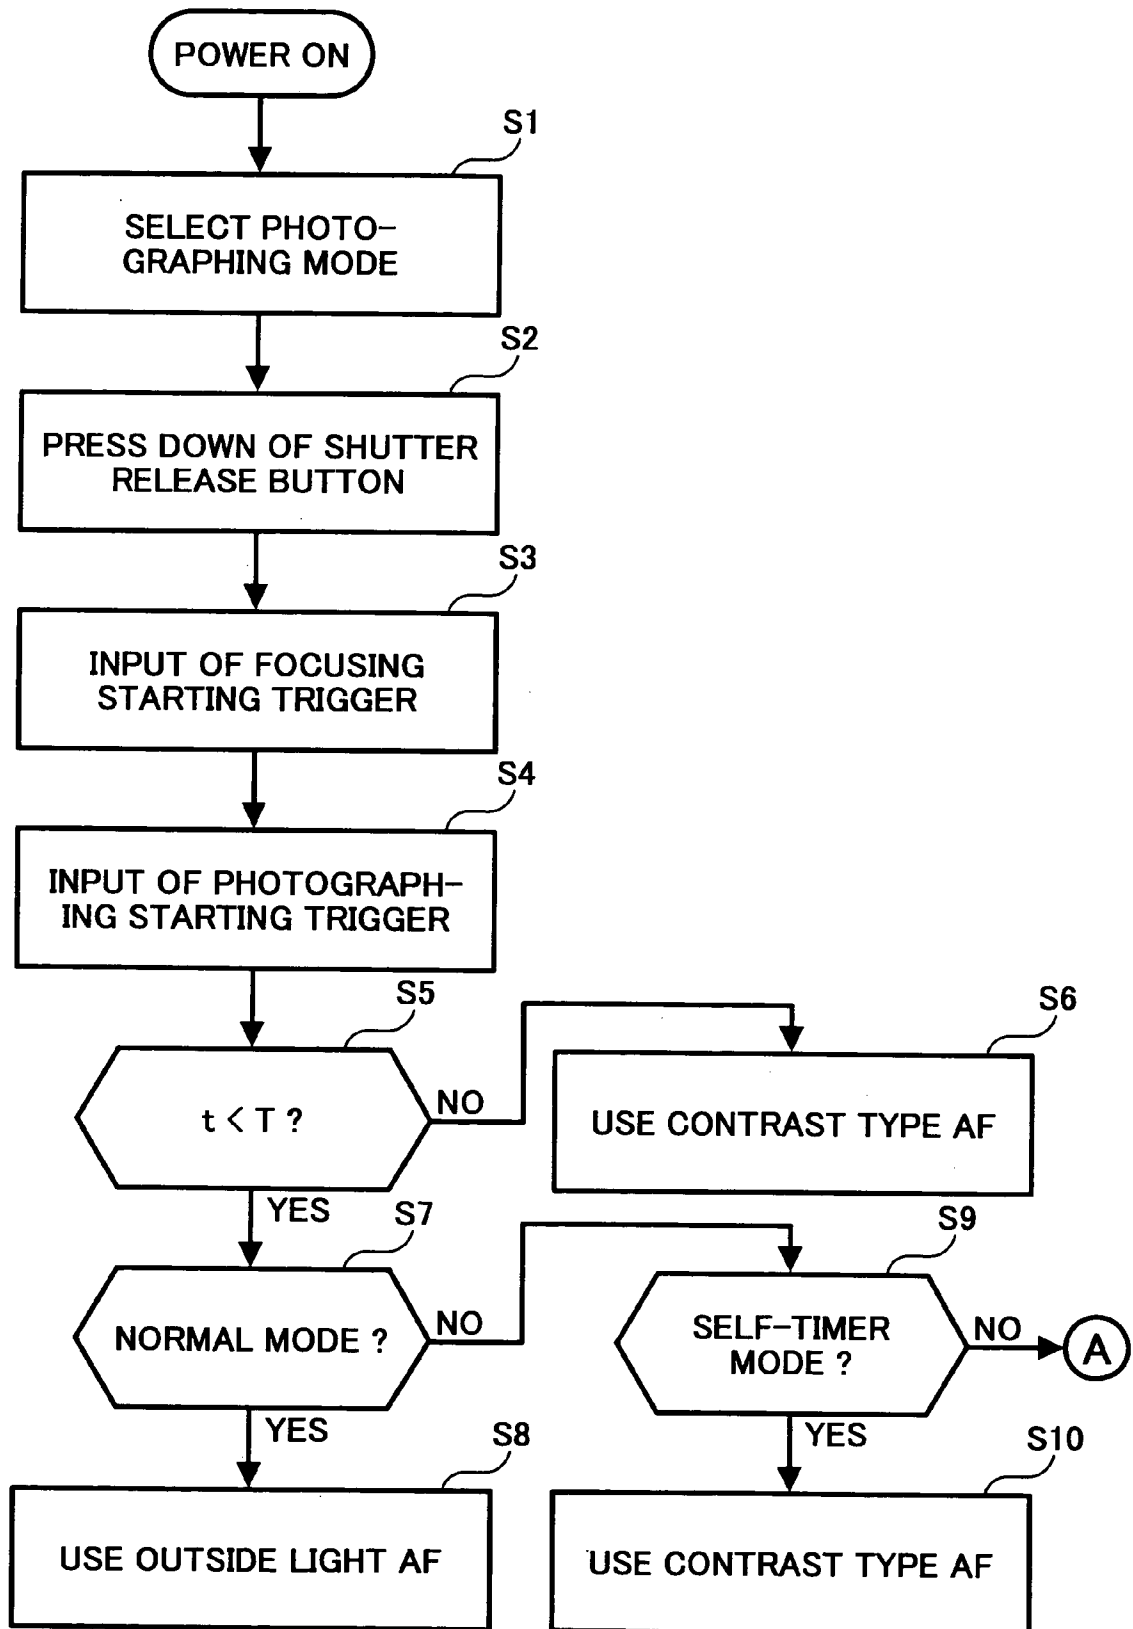 POWER ON
S1
SELECT PHOTO-
GRAPHING MODE
S2
PRESS DOWN OF SHUTTER
RELEASE BUTTON
S3
INPUT OF FOCUSING
STARTING TRIGGER
S4
INPUT OF PHOTOGRAPH-
ING STARTING TRIGGER
S5
t < T ?
NO
YES
S6
USE CONTRAST TYPE AF
S7
NORMAL MODE ?
NO
YES
S9
SELF-TIMER
MODE ?
NO
A
YES
S8
USE OUTSIDE LIGHT AF
S10
USE CONTRAST TYPE AF